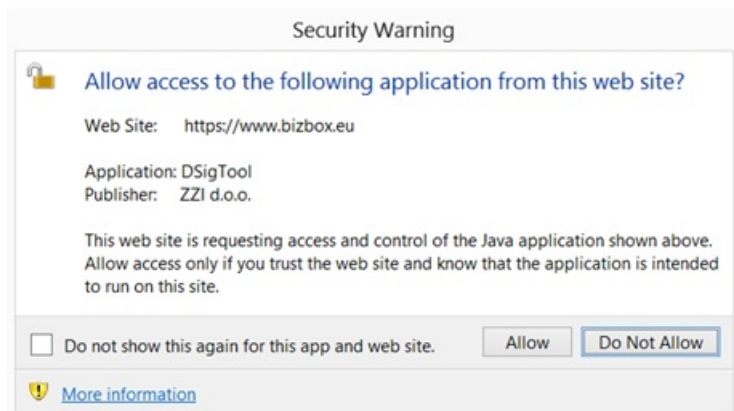 Security Warning
Allow access to the following application from this web site?
Web Site: https://www.bizbox.eu
Application: DSigTool
Publisher: ZZI d.o.o.
This web site is requesting access and control of the Java application shown above.
Allow access only if you trust the web site and know that the application is intended
to run on this site.
Do not show this again for this app and web site. Allow Do Not Allow
More information